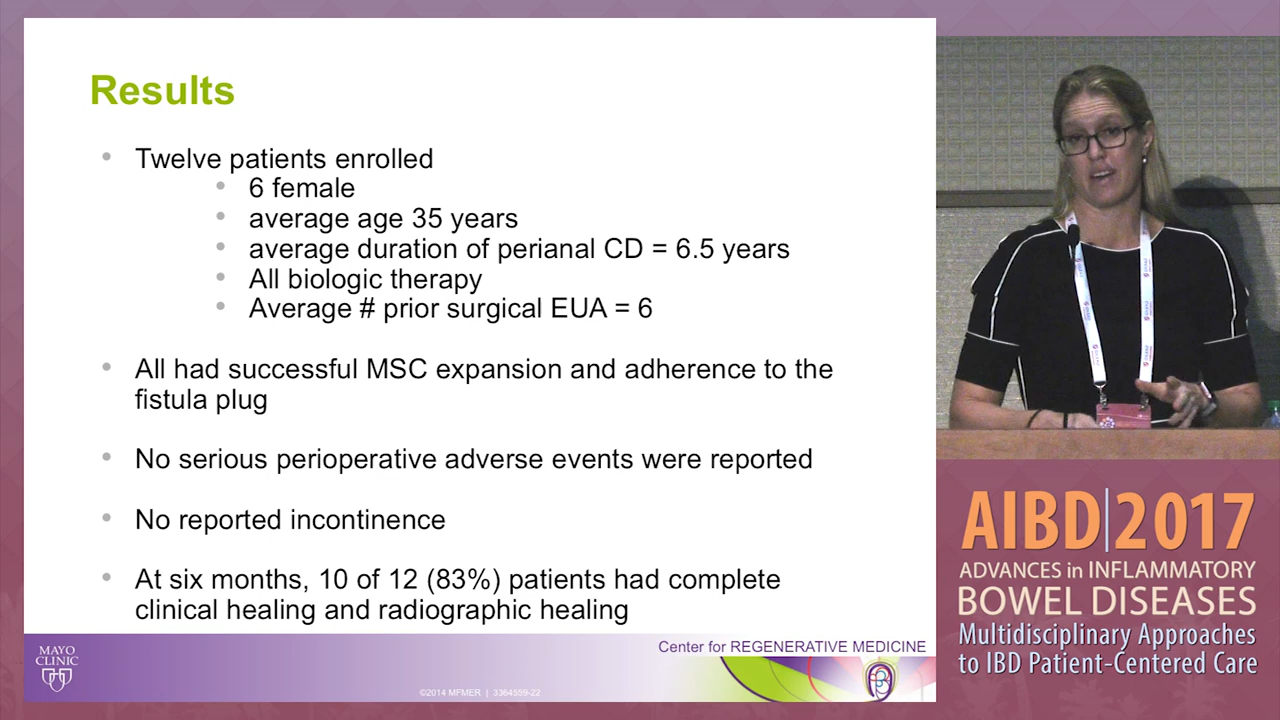 Results
• Twelve patients enrolled
• 6 female
• average age 35 years
• average duration of perianal CD = 6.5 years
• All biologic therapy
• Average # prior surgical EUA = 6
• All had successful MSC expansion and adherence to the
fistula plug
• No serious perioperative adverse events were reported
• No reported incontinence
• At six months, 10 of 12 (83%) patients had complete
clinical healing and radiographic healing
MAYO
CLINIC
Center for REGENERATIVE MEDICINE
©2014 MFMER | 3364559-22
AIBD|2017
ADVANCES in INFLAMMATORY
BOWEL DISEASES
Multidisciplinary Approaches
to IBD Patient-Centered Care